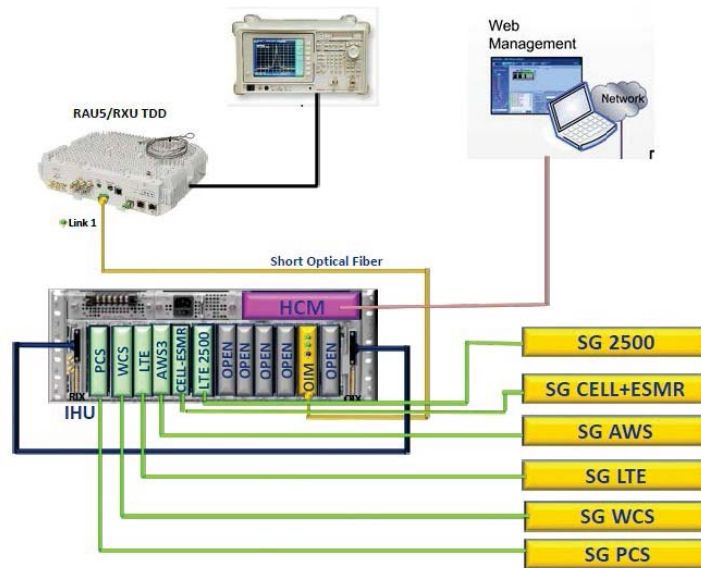 Web
Management
Network
RAU5/RXU TDD
Link 1
Short Optical Fiber
HCM
PCS
WCS
LTE
AWS3
CELL-ESMR
LTE 2500
OPEN
OPEN
OPEN
OPEN
OIM
OPEN
RIX
IHU
SG 2500
SG CELL+ESMR
SG AWS
SG LTE
SG WCS
SG PCS